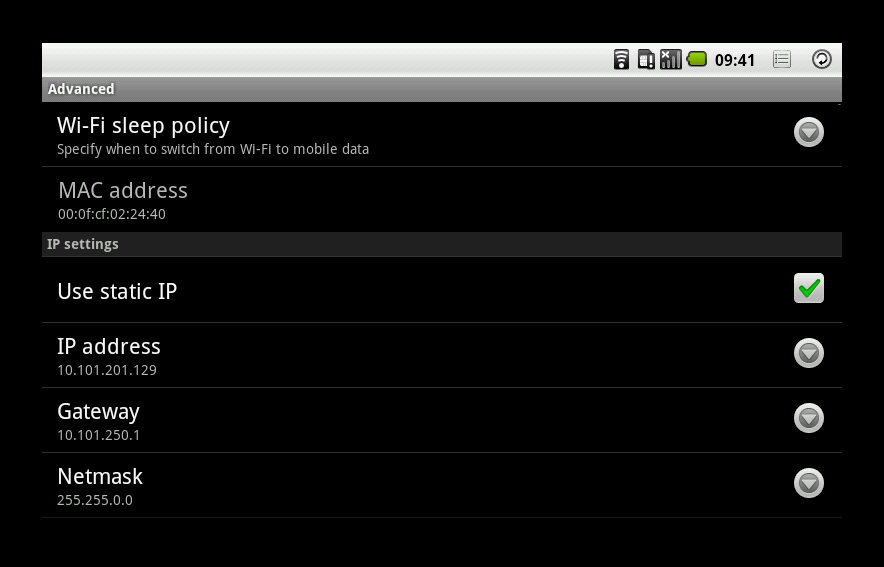 09:41
Advanced
Wi-Fi sleep policy
Specify when to switch from Wi-Fi to mobile data
MAC address
00:0f:cf:02:24:40
IP settings
Use static IP
IP address
10.101.201.129
Gateway
10.101.250.1
Netmask
255.255.0.0